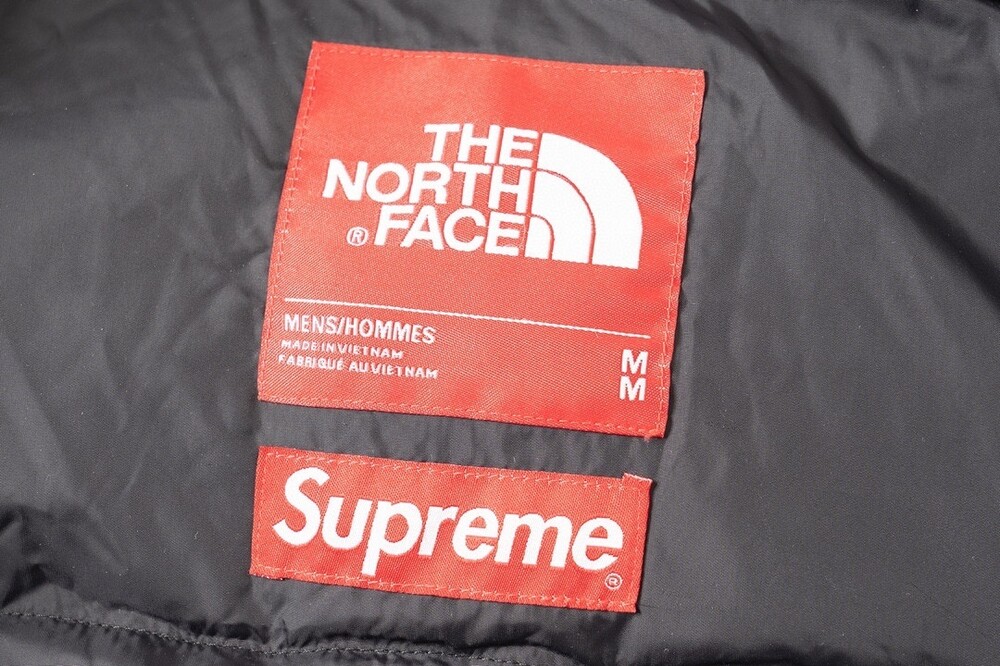 THE
NORTH
® FACE
MENS/HOMMES
MADE IN VIETNAM
FABRIQUÉ AU VIETNAM
M
M
Supreme®